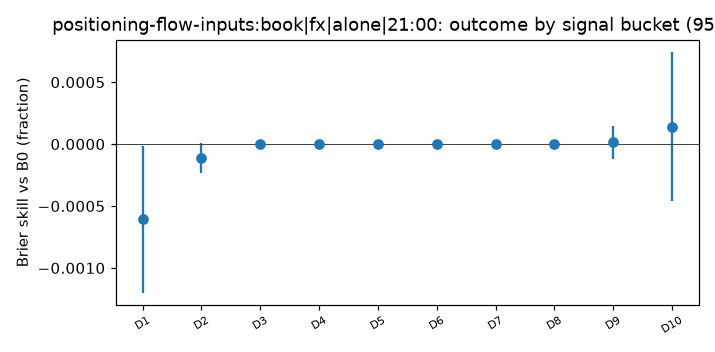 positioning-flow-inputs:book|fx|alone|21:00: outcome by signal bucket (95
Brier skill vs B0 (fraction)
0.0005
0.0000
−0.0005
−0.0010
D1 D2 D3 D4 D5 D6 D7 D8 D9 D10